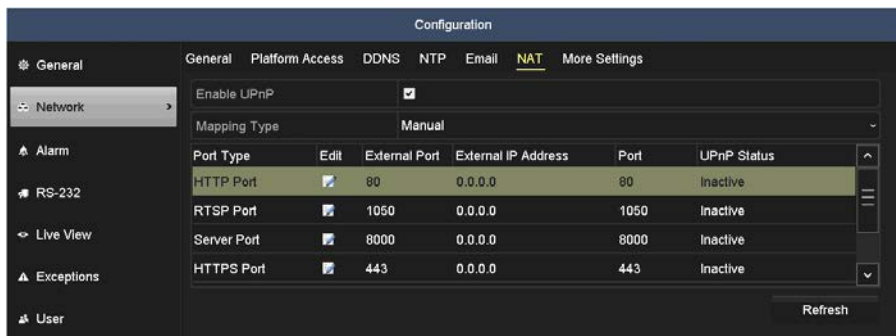 Configuration
General
Network
Alarm
RS-232
Live View
Exceptions
User
General Platform Access DDNS NTP Email NAT More Settings
Enable UPnP
Mapping Type Manual
Port Type Edit External Port External IP Address Port UPnP Status
HTTP Port 80 0.0.0.0 80 Inactive
RTSP Port 1050 0.0.0.0 1050 Inactive
Server Port 8000 0.0.0.0 8000 Inactive
HTTPS Port 443 0.0.0.0 443 Inactive
Refresh